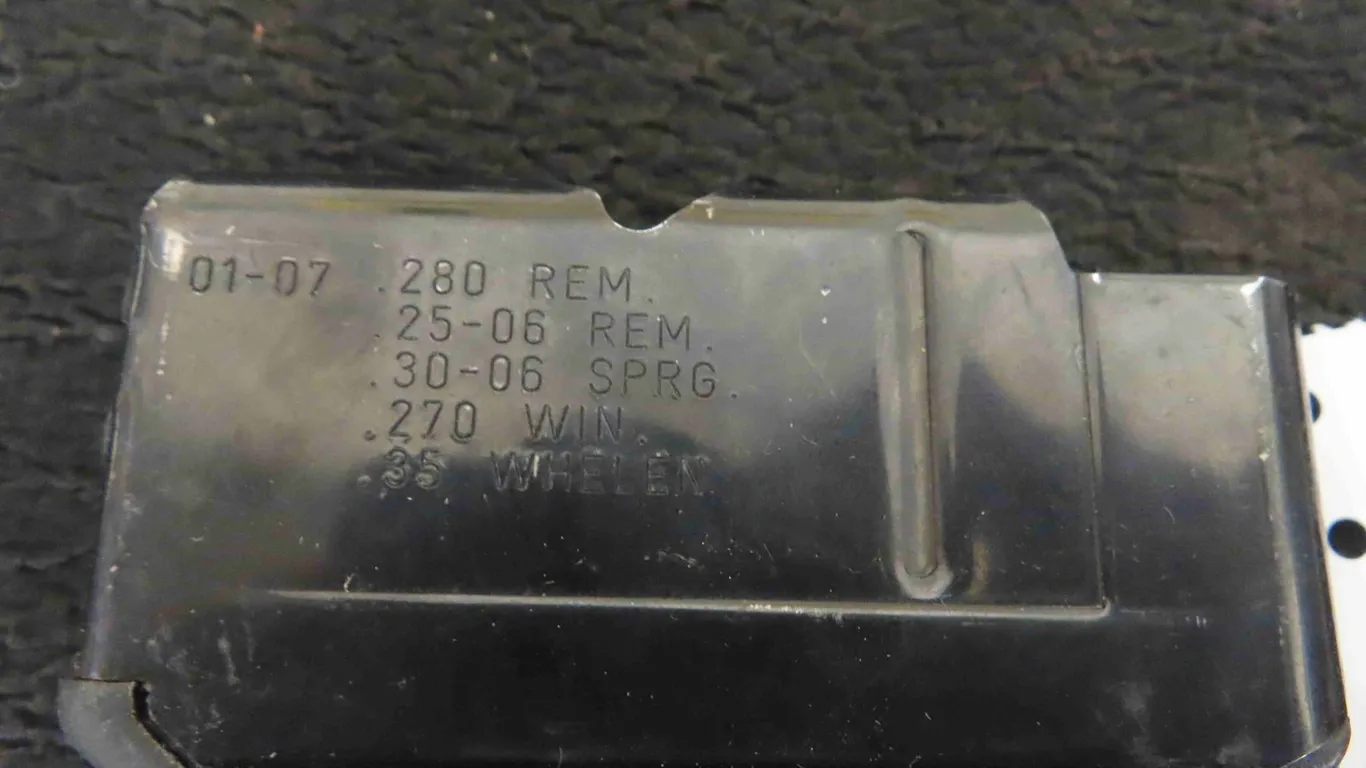 01-07 .280 REM.
.25-06 REM.
.30-06 SPRG.
.270 WIN.
.35 WHELEN